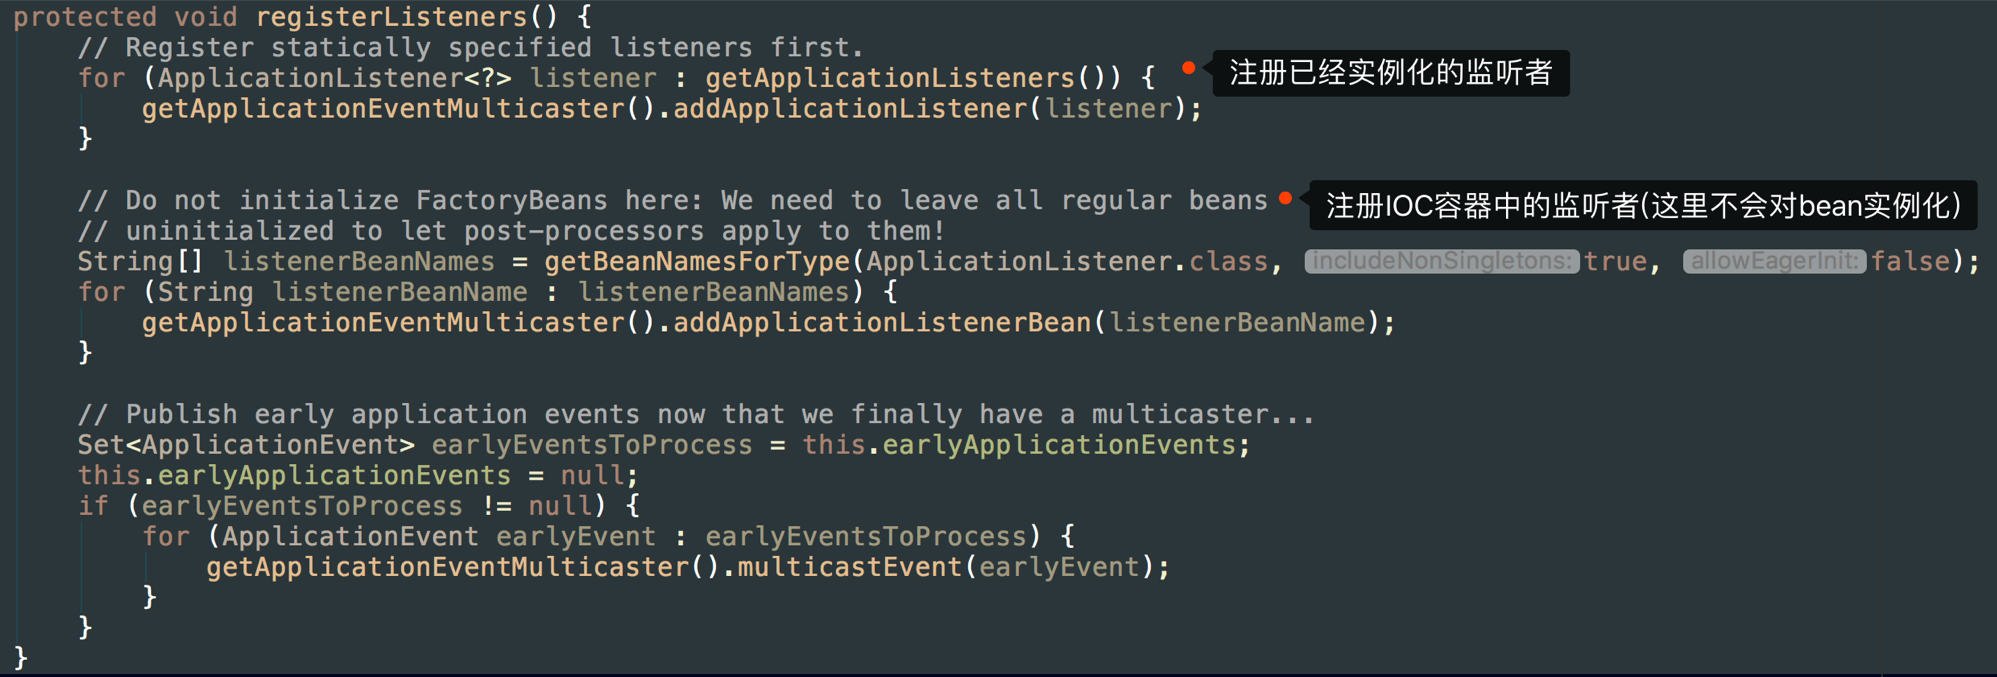 protected void registerListeners() {
// Register statically specified listeners first.
for (ApplicationListener<?> listener : getApplicationListeners()) { 注册已经实例化的监听者
getApplicationEventMulticaster().addApplicationListener(listener);
}
// Do not initialize FactoryBeans here: We need to leave all regular beans 注册IOC容器中的监听者(这里不会对bean实例化)
// uninitialized to let post-processors apply to them!
String[] listenerBeanNames = getBeanNamesForType(ApplicationListener.class, includeNonSingletons: true, allowEagerInit: false);
for (String listenerBeanName : listenerBeanNames) {
getApplicationEventMulticaster().addApplicationListenerBean(listenerBeanName);
}
// Publish early application events now that we finally have a multicaster...
Set<ApplicationEvent> earlyEventsToProcess = this.earlyApplicationEvents;
this.earlyApplicationEvents = null;
if (earlyEventsToProcess != null) {
for (ApplicationEvent earlyEvent : earlyEventsToProcess) {
getApplicationEventMulticaster().multicastEvent(earlyEvent);
}
}
}